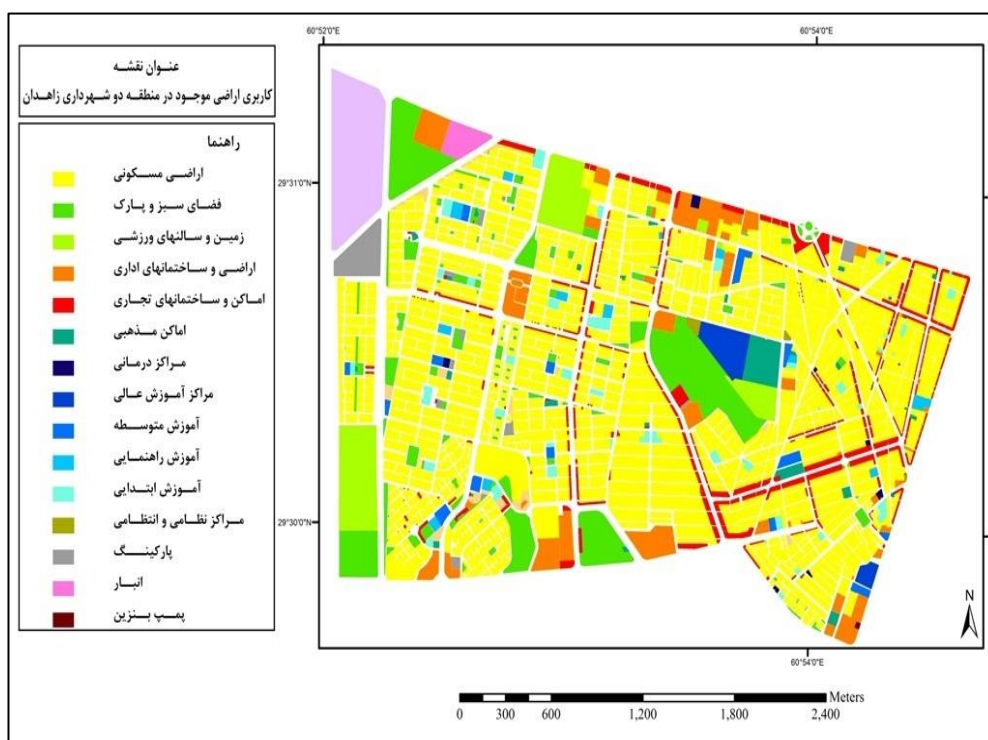 عنوان نقشه
کاربری اراضی موجود در منطقه دو شهرداری زاهدان
راهنما
اراضی مسکونی
فضای سبز و پارک
زمین و سالنهای ورزشی
اراضی و ساختمانهای اداری
اماکن و ساختمانهای تجاری
اماکن مذهبی
مراکز درمانی
مراکز آموزش عالی
آموزش متوسطه
آموزش راهنمایی
آموزش ابتدایی
مراکز نظامی و انتظامی
پارکینگ
انبار
پمپ بنزین
60°52'0"E
60°54'0"E
29°31'0"N
29°30'0"N
60°54'0"E
N
Meters
0 300 600 1,200 1,800 2,400